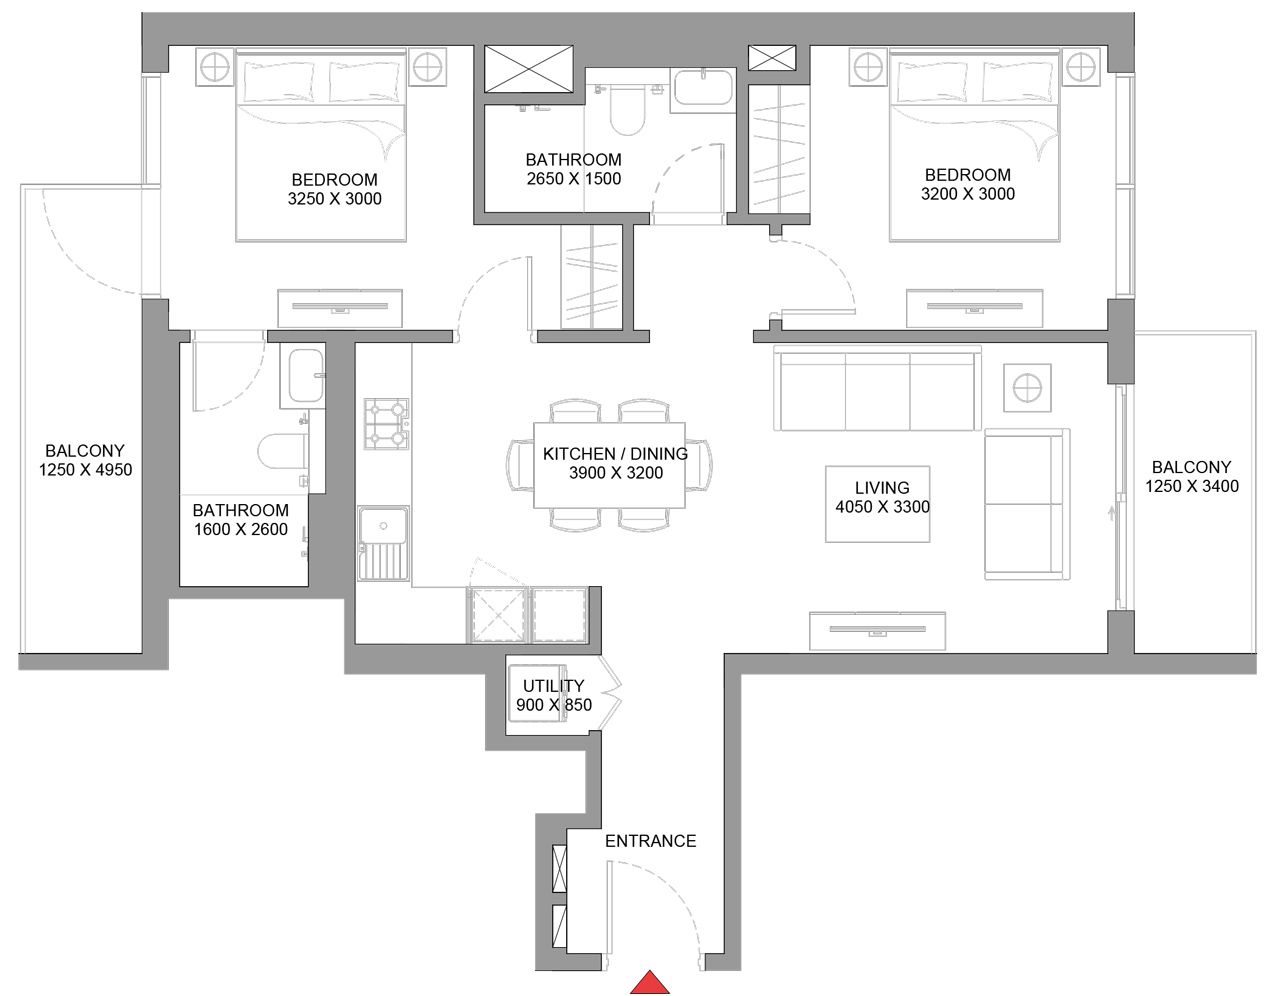 BEDROOM
3250 X 3000
BATHROOM
2650 X 1500
BEDROOM
3200 X 3000
BALCONY
1250 X 4950
BATHROOM
1600 X 2600
KITCHEN / DINING
3900 X 3200
LIVING
4050 X 3300
BALCONY
1250 X 3400
UTILITY
900 X 850
ENTRANCE